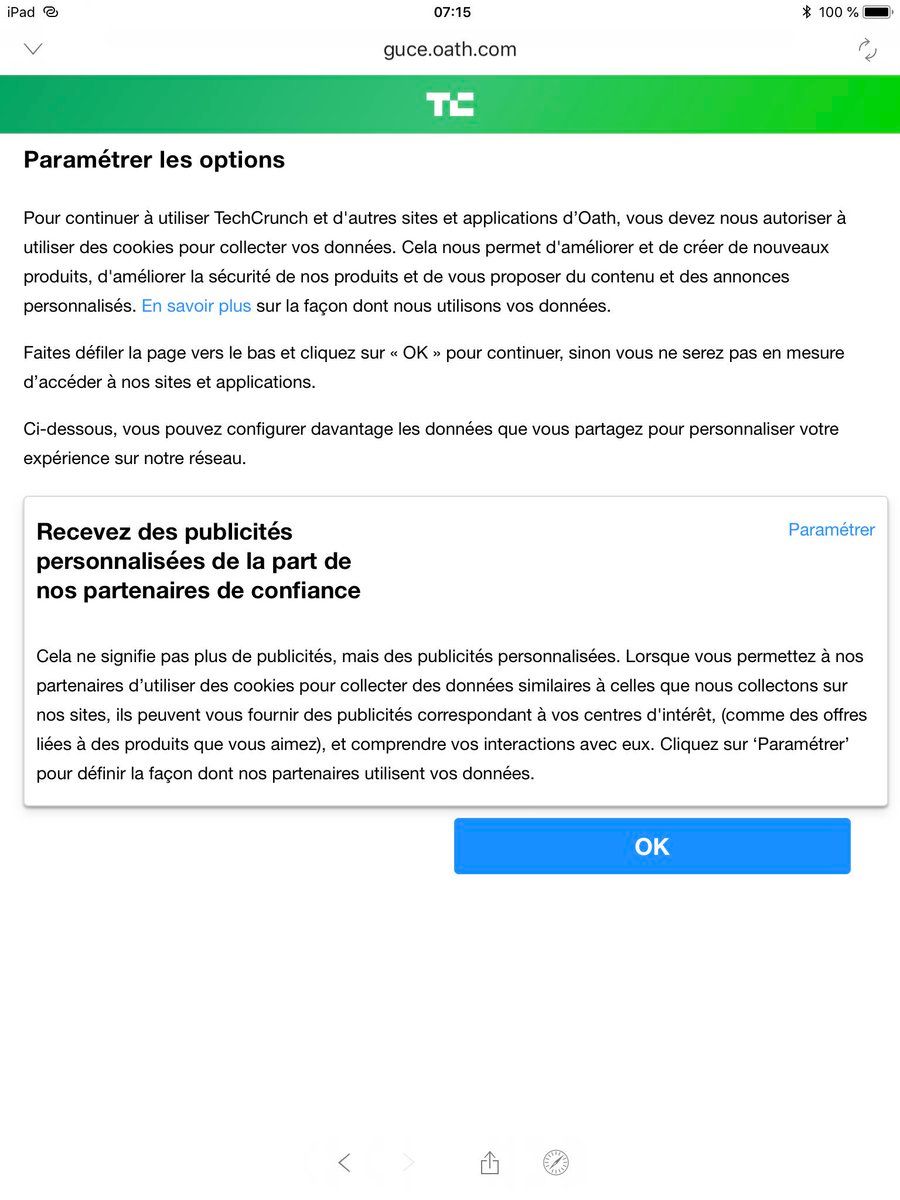 iPad
07:15
100 %
guce.oath.com
TC
Paramétrer les options
Pour continuer à utiliser TechCrunch et d'autres sites et applications d’Oath, vous devez nous autoriser à
utiliser des cookies pour collecter vos données. Cela nous permet d'améliorer et de créer de nouveaux
produits, d'améliorer la sécurité de nos produits et de vous proposer du contenu et des annonces
personnalisés. En savoir plus sur la façon dont nous utilisons vos données.
Faites défiler la page vers le bas et cliquez sur « OK » pour continuer, sinon vous ne serez pas en mesure
d’accéder à nos sites et applications.
Ci-dessous, vous pouvez configurer davantage les données que vous partagez pour personnaliser votre
expérience sur notre réseau.
Recevez des publicités
personnalisées de la part de
nos partenaires de confiance
Paramétrer
Cela ne signifie pas plus de publicités, mais des publicités personnalisées. Lorsque vous permettez à nos
partenaires d’utiliser des cookies pour collecter des données similaires à celles que nous collectons sur
nos sites, ils peuvent vous fournir des publicités correspondant à vos centres d'intérêt, (comme des offres
liées à des produits que vous aimez), et comprendre vos interactions avec eux. Cliquez sur ‘Paramétrer’
pour définir la façon dont nos partenaires utilisent vos données.
OK